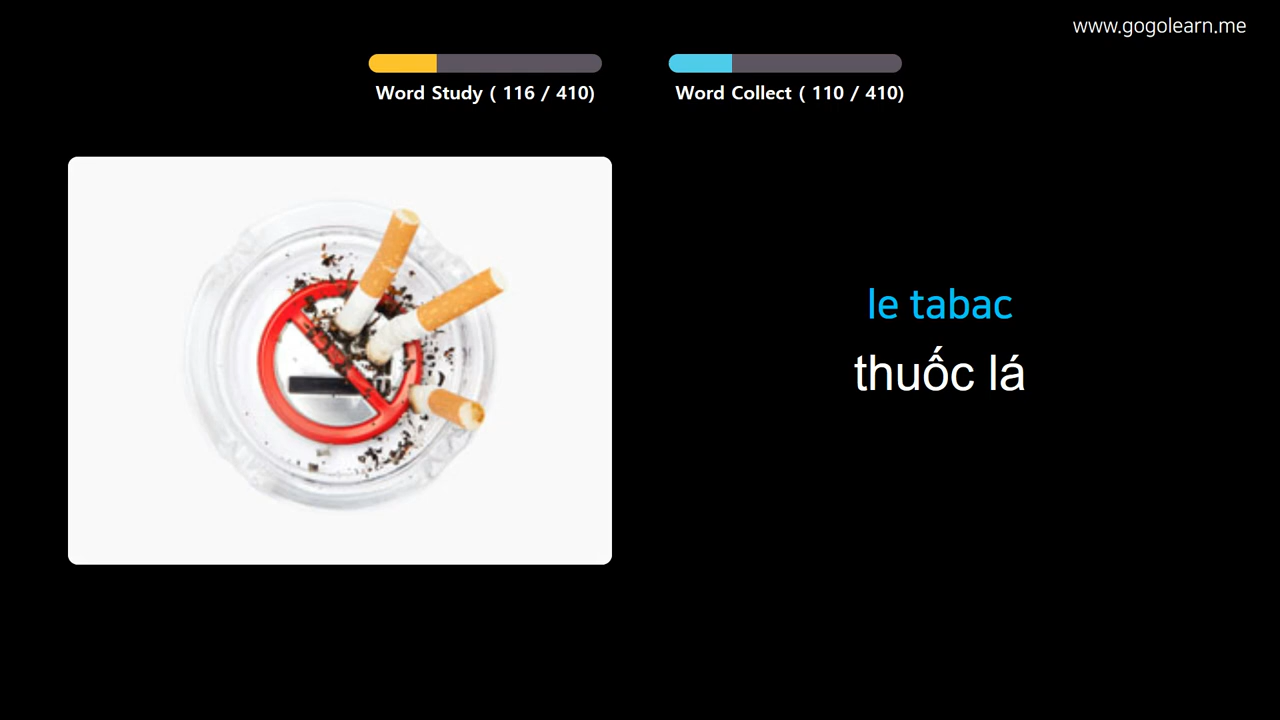 www.gogolearn.me
Word Study ( 116 / 410)
Word Collect ( 110 / 410)
le tabac
thuốc lá